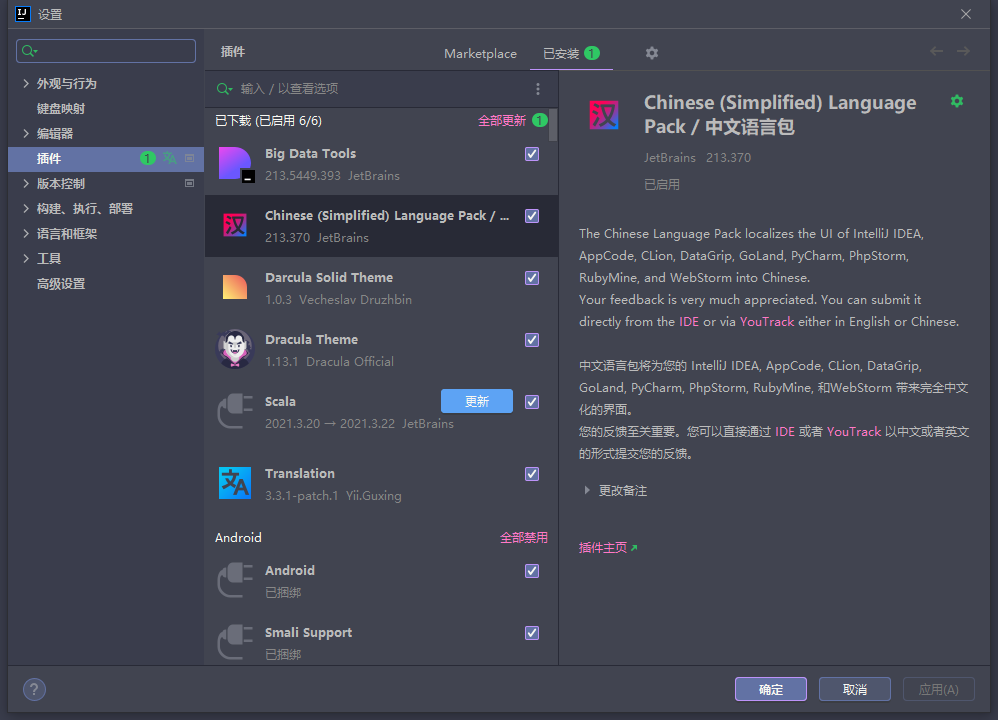 设置
插件
Marketplace
已安装 1
外观与行为
键盘映射
编辑器
插件 1
版本控制
构建、执行、部署
语言和框架
工具
高级设置
输入 / 以查看选项
已下载 (已启用 6/6) 全部更新 1
Big Data Tools
213.5449.393 JetBrains
汉
Chinese (Simplified) Language Pack / ...
213.370 JetBrains
Darcula Solid Theme
1.0.3 Vecheslav Druzhbin
Dracula Theme
1.13.1 Dracula Official
Scala 更新
2021.3.20 → 2021.3.22 JetBrains
Translation
3.3.1-patch.1 Yii.Guxing
Android 全部禁用
Android
已捆绑
Smali Support
已捆绑
汉
Chinese (Simplified) Language
Pack / 中文语言包
JetBrains 213.370
已启用
The Chinese Language Pack localizes the UI of IntelliJ IDEA,
AppCode, CLion, DataGrip, GoLand, PyCharm, PhpStorm,
RubyMine, and WebStorm into Chinese.
Your feedback is very much appreciated. You can submit it
directly from the IDE or via YouTrack either in English or Chinese.
中文语言包将为您的 IntelliJ IDEA, AppCode, CLion, DataGrip,
GoLand, PyCharm, PhpStorm, RubyMine, 和WebStorm 带来完全中文
化的界面。
您的反馈至关重要。您可以直接通过 IDE 或者 YouTrack 以中文或者英文
的形式提交您的反馈。
更改备注
插件主页
?
确定
取消
应用(A)